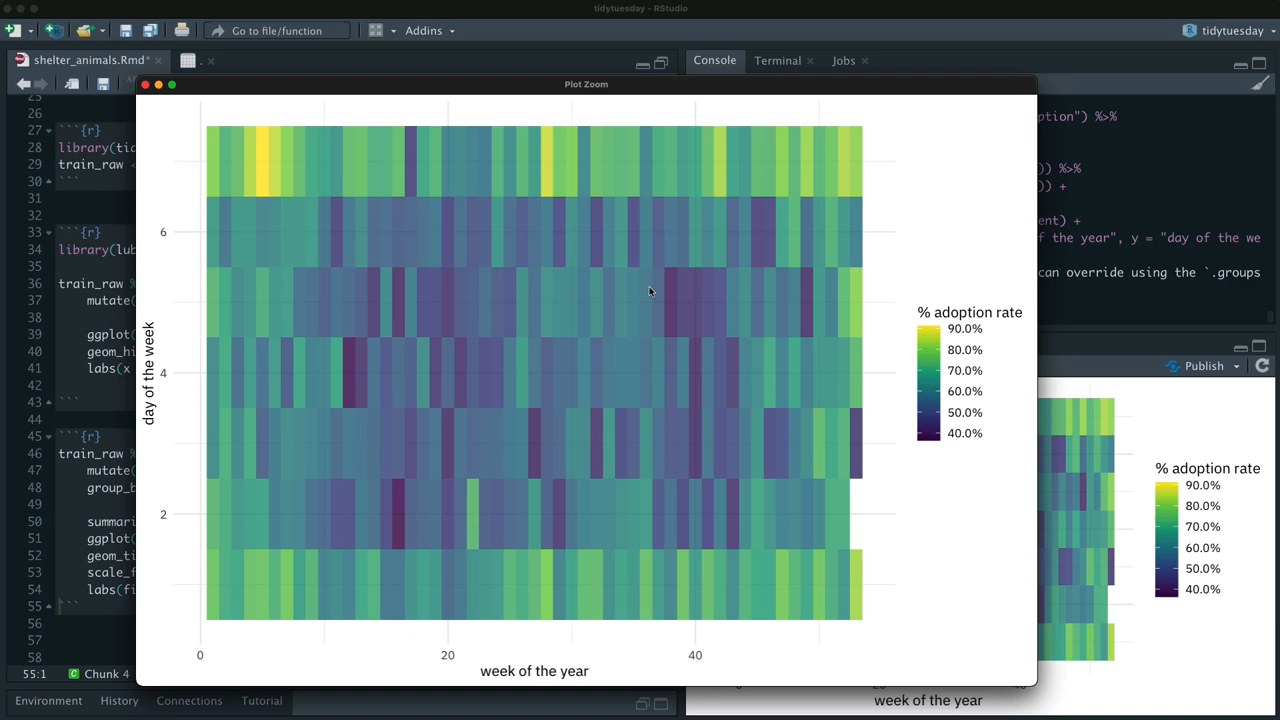 tidytuesday - RStudio
Go to file/function
Addins
tidytuesday
shelter_animals.Rmd*
.
Console
Terminal
Jobs
Plot Zoom
25
26
27 ```{r}
28 library(tid
29 train_raw <
30 ```
31
32
33 ```{r}
34 library(lub
35
36 train_raw %
37 mutate(
38
39 ggplot(
40 geom_hi
41 labs(x
42
43 ```
44
45 ```{r}
46 train_raw %
47 mutate(
48 group_b
49
50 summari
51 ggplot(
52 geom_ti
53 scale_f
54 labs(fi
55 ```
56
57
58
55:1 Chunk 4
Environment
History
Connections
Tutorial
day of the week
6
4
2
0
20
40
week of the year
% adoption rate
90.0%
80.0%
70.0%
60.0%
50.0%
40.0%
ption") %>%
)) %>%
)) +
ent) +
f the year", y = "day of the we
can override using the `.groups
Publish
% adoption rate
90.0%
80.0%
70.0%
60.0%
50.0%
40.0%
week of the year